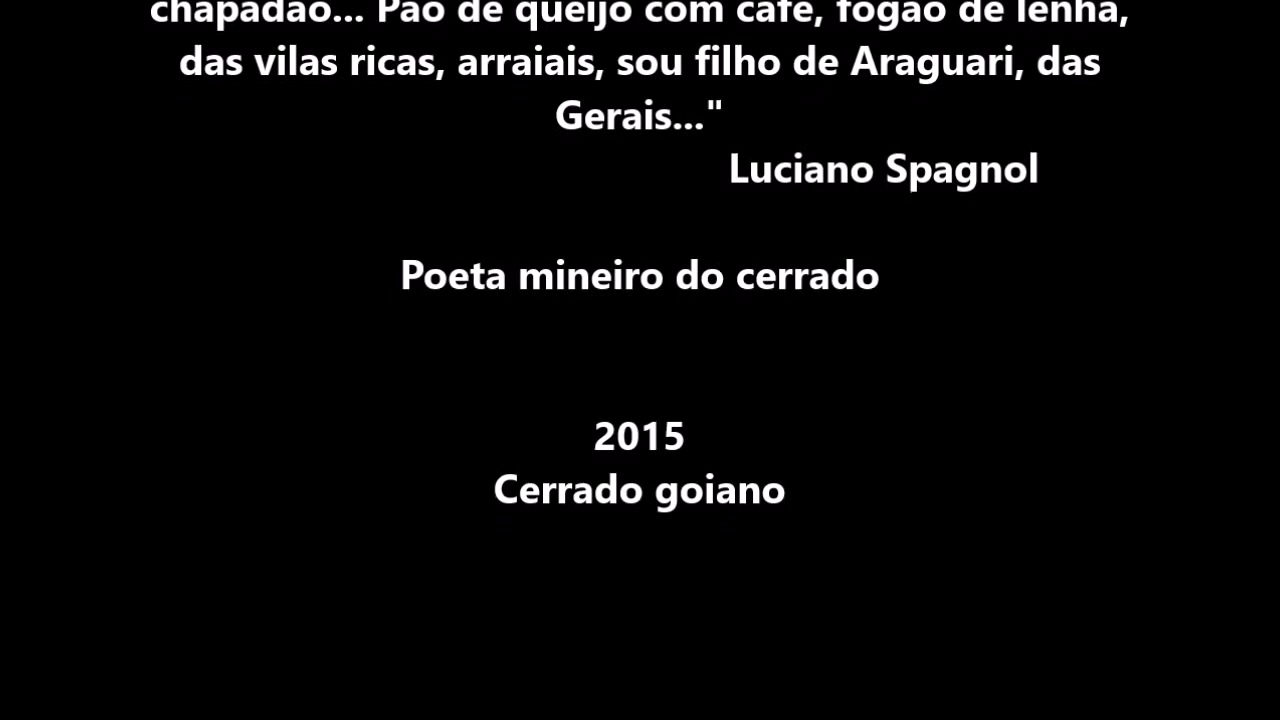 chapadão... Pão de queijo com café, fogão de lenha,
das vilas ricas, arraiais, sou filho de Araguari, das
Gerais..."
Luciano Spagnol
Poeta mineiro do cerrado
2015
Cerrado goiano